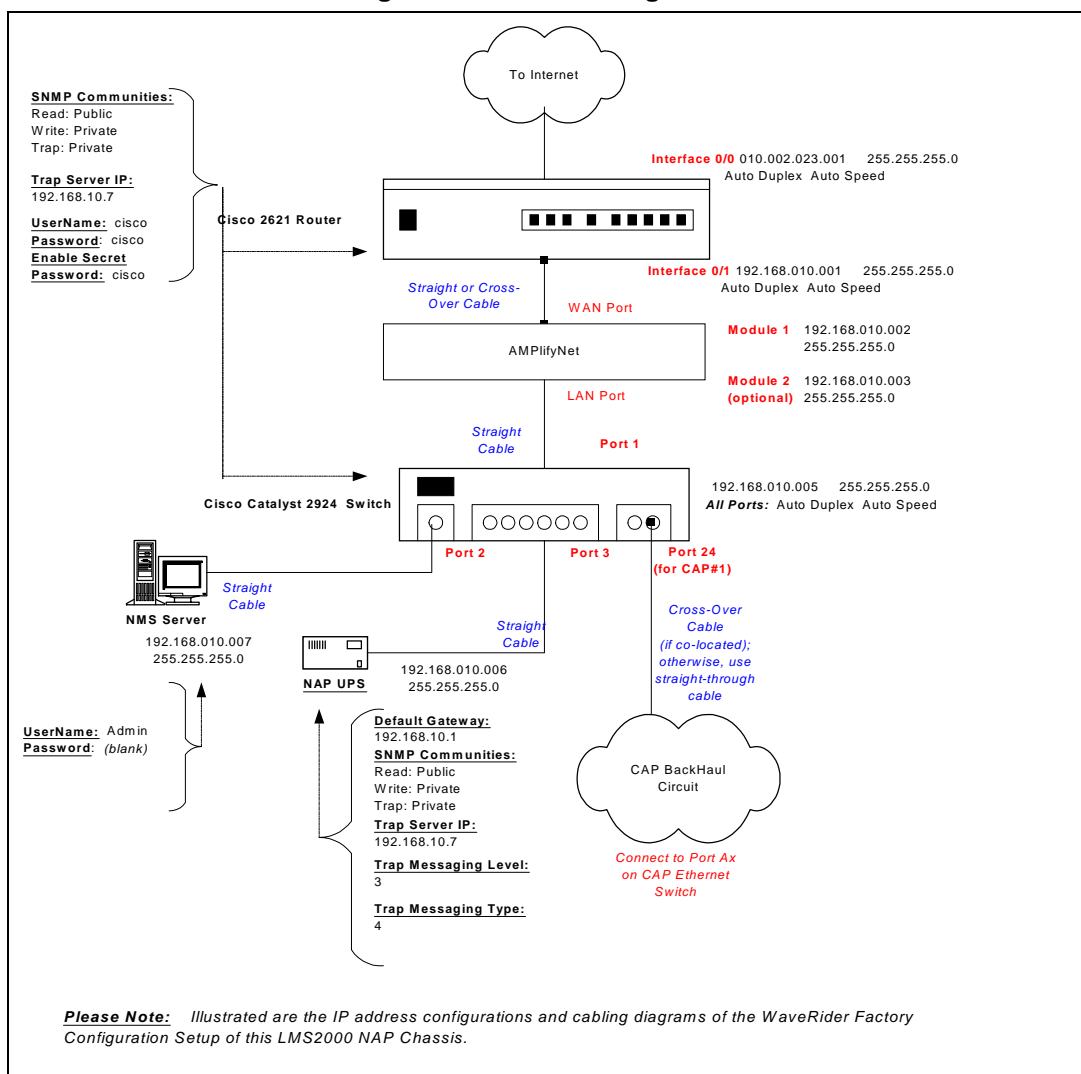 To Internet
SNMP Communities:
Read: Public
Write: Private
Trap: Private
Trap Server IP:
192.168.10.7
UserName: cisco
Password: cisco
Enable Secret
Password: cisco
Cisco 2621 Router
Interface 0/0 010.002.023.001 255.255.255.0
Auto Duplex Auto Speed
Interface 0/1 192.168.010.001 255.255.255.0
Auto Duplex Auto Speed
Straight or Cross-
Over Cable
WAN Port
AMPlifyNet
Module 1 192.168.010.002
255.255.255.0
Module 2 192.168.010.003
(optional) 255.255.255.0
LAN Port
Straight
Cable
Port 1
Cisco Catalyst 2924 Switch
192.168.010.005 255.255.255.0
All Ports: Auto Duplex Auto Speed
Port 2
Port 3
Port 24
(for CAP#1)
Straight
Cable
NMS Server
192.168.010.007
255.255.255.0
UserName: Admin
Password: (blank)
Straight
Cable
NAP UPS
192.168.010.006
255.255.255.0
Default Gateway:
192.168.10.1
SNMP Communities:
Read: Public
Write: Private
Trap: Private
Trap Server IP:
192.168.10.7
Trap Messaging Level:
3
Trap Messaging Type:
4
Cross-Over
Cable
(if co-located);
otherwise, use
straight-through
cable
CAP BackHaul
Circuit
Connect to Port Ax
on CAP Ethernet
Switch
Please Note: Illustrated are the IP address configurations and cabling diagrams of the WaveRider Factory
Configuration Setup of this LMS2000 NAP Chassis.